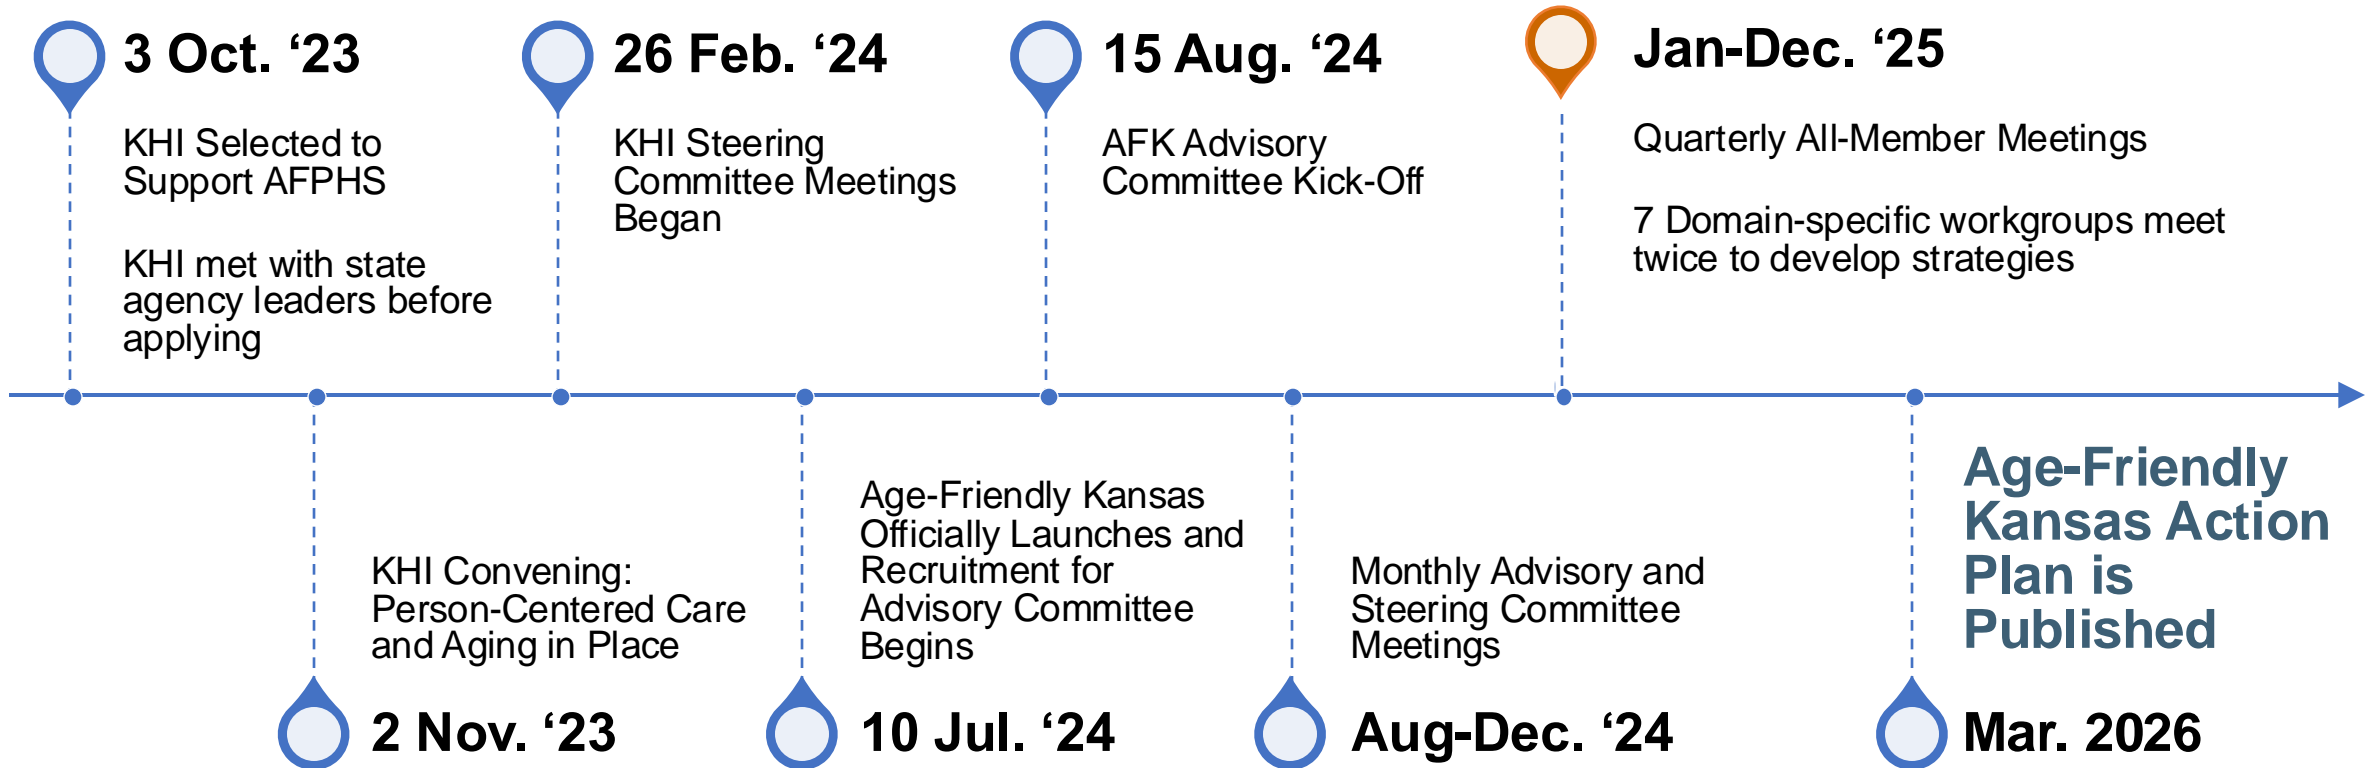 3 Oct. ‘23
KHI Selected to
Support AFPHS
KHI met with state
agency leaders before
applying
26 Feb. ‘24
KHI Steering
Committee Meetings
Began
15 Aug. ‘24
AFK Advisory
Committee Kick-Off
Jan-Dec. ‘25
Quarterly All-Member Meetings
7 Domain-specific workgroups meet
twice to develop strategies
KHI Convening:
Person-Centered Care
and Aging in Place
2 Nov. ‘23
Age-Friendly Kansas
Officially Launches and
Recruitment for
Advisory Committee
Begins
10 Jul. ‘24
Monthly Advisory and
Steering Committee
Meetings
Aug-Dec. ‘24
Age-Friendly
Kansas Action
Plan is
Published
Mar. 2026